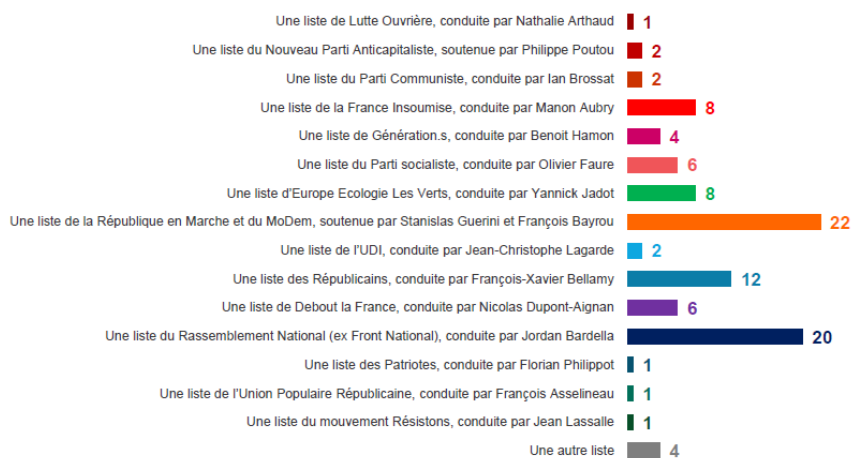 Une liste de Lutte Ouvrière, conduite par Nathalie Arthaud 1
Une liste du Nouveau Parti Anticapitaliste, soutenue par Philippe Poutou 2
Une liste du Parti Communiste, conduite par Ian Brossat 2
Une liste de la France Insoumise, conduite par Manon Aubry 8
Une liste de Génération.s, conduite par Benoit Hamon 4
Une liste du Parti socialiste, conduite par Olivier Faure 6
Une liste d'Europe Ecologie Les Verts, conduite par Yannick Jadot 8
Une liste de la République en Marche et du MoDem, soutenue par Stanislas Guerini et François Bayrou 22
Une liste de l'UDI, conduite par Jean-Christophe Lagarde 2
Une liste des Républicains, conduite par François-Xavier Bellamy 12
Une liste de Debout la France, conduite par Nicolas Dupont-Aignan 6
Une liste du Rassemblement National (ex Front National), conduite par Jordan Bardella 20
Une liste des Patriotes, conduite par Florian Philippot 1
Une liste de l'Union Populaire Républicaine, conduite par François Asselineau 1
Une liste du mouvement Résistons, conduite par Jean Lassalle 1
Une autre liste 4